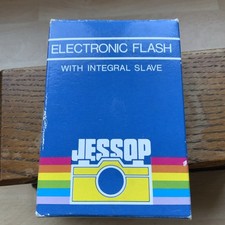 ELECTRONIC FLASH
WITH INTEGRAL SLAVE
JESSOP